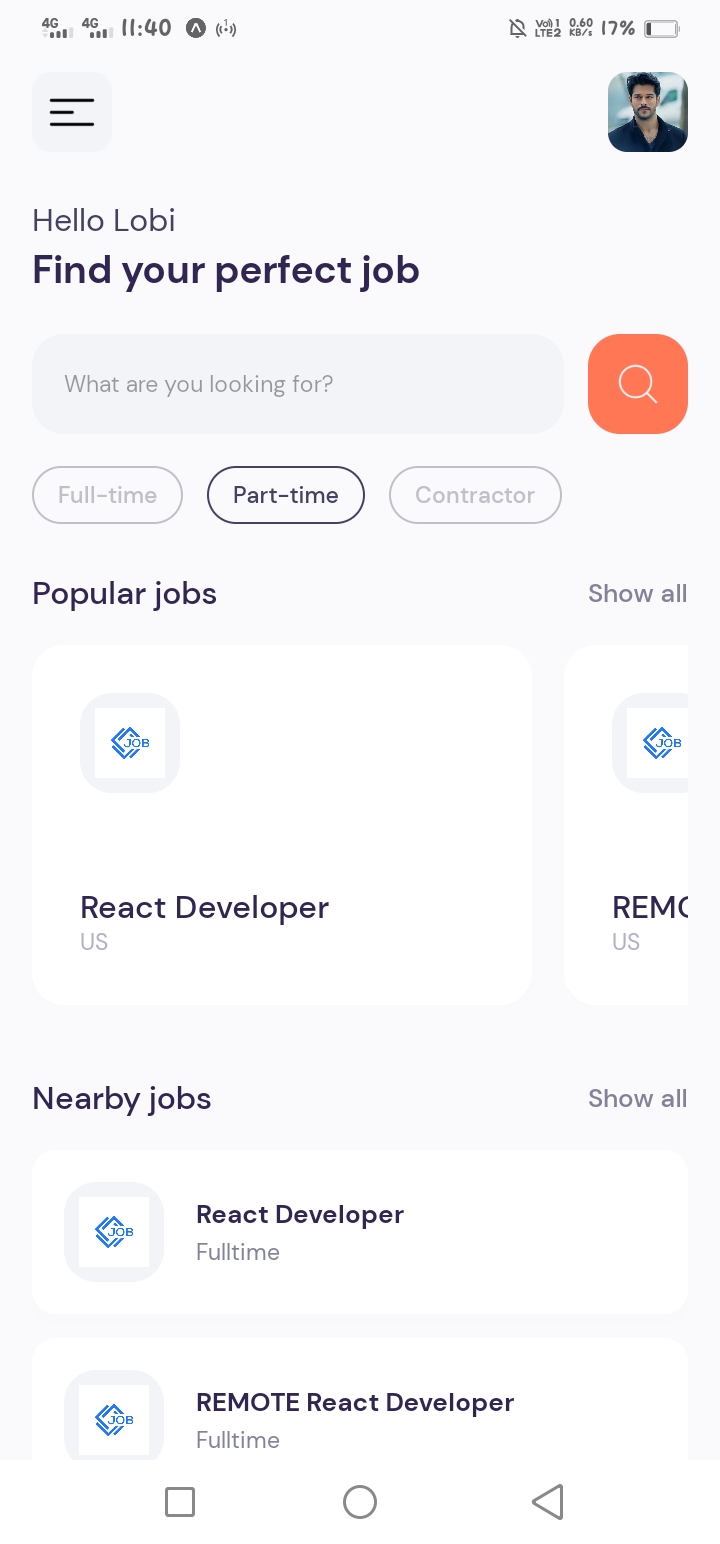 4G 4G 11:40 Vo)) 1 LTE2 0.60 KB/s 17%
Hello Lobi
Find your perfect job
What are you looking for?
Full-time Part-time Contractor
Popular jobs Show all
JOB JOB
React Developer REMO
US US
Nearby jobs Show all
JOB
React Developer
Fulltime
JOB
REMOTE React Developer
Fulltime